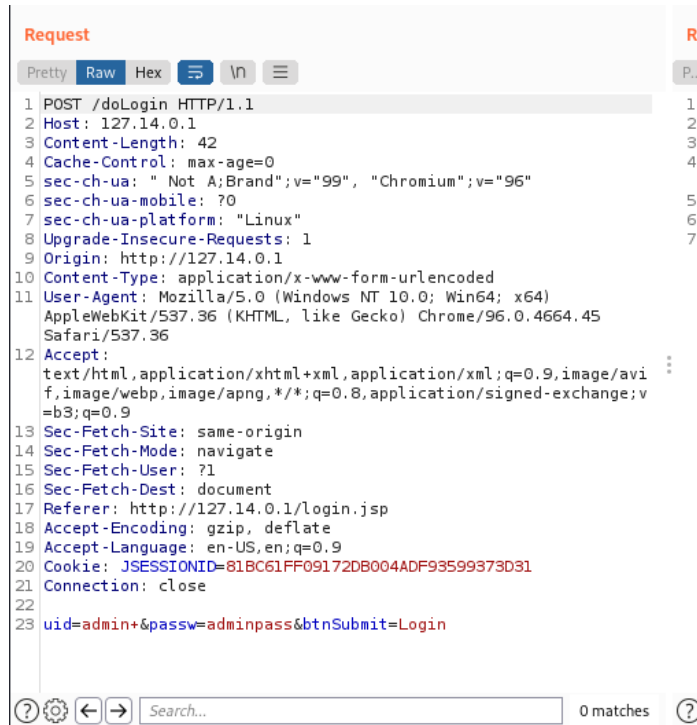 Request
R
Pretty Raw Hex \n
P..
1 POST /doLogin HTTP/1.1
2 Host: 127.14.0.1
3 Content-Length: 42
4 Cache-Control: max-age=0
5 sec-ch-ua: " Not A;Brand";v="99", "Chromium";v="96"
6 sec-ch-ua-mobile: ?0
7 sec-ch-ua-platform: "Linux"
8 Upgrade-Insecure-Requests: 1
9 Origin: http://127.14.0.1
10 Content-Type: application/x-www-form-urlencoded
11 User-Agent: Mozilla/5.0 (Windows NT 10.0; Win64; x64)
AppleWebKit/537.36 (KHTML, like Gecko) Chrome/96.0.4664.45
Safari/537.36
12 Accept:
text/html,application/xhtml+xml,application/xml;q=0.9,image/avi
f,image/webp,image/apng,*/*;q=0.8,application/signed-exchange;v
=b3;q=0.9
13 Sec-Fetch-Site: same-origin
14 Sec-Fetch-Mode: navigate
15 Sec-Fetch-User: ?1
16 Sec-Fetch-Dest: document
17 Referer: http://127.14.0.1/login.jsp
18 Accept-Encoding: gzip, deflate
19 Accept-Language: en-US,en;q=0.9
20 Cookie: JSESSIONID=81BC61FF09172DB004ADF93599373D31
21 Connection: close
22
23 uid=admin+&passw=adminpass&btnSubmit=Login
1
2
3
4
5
6
7
? Search... 0 matches ?